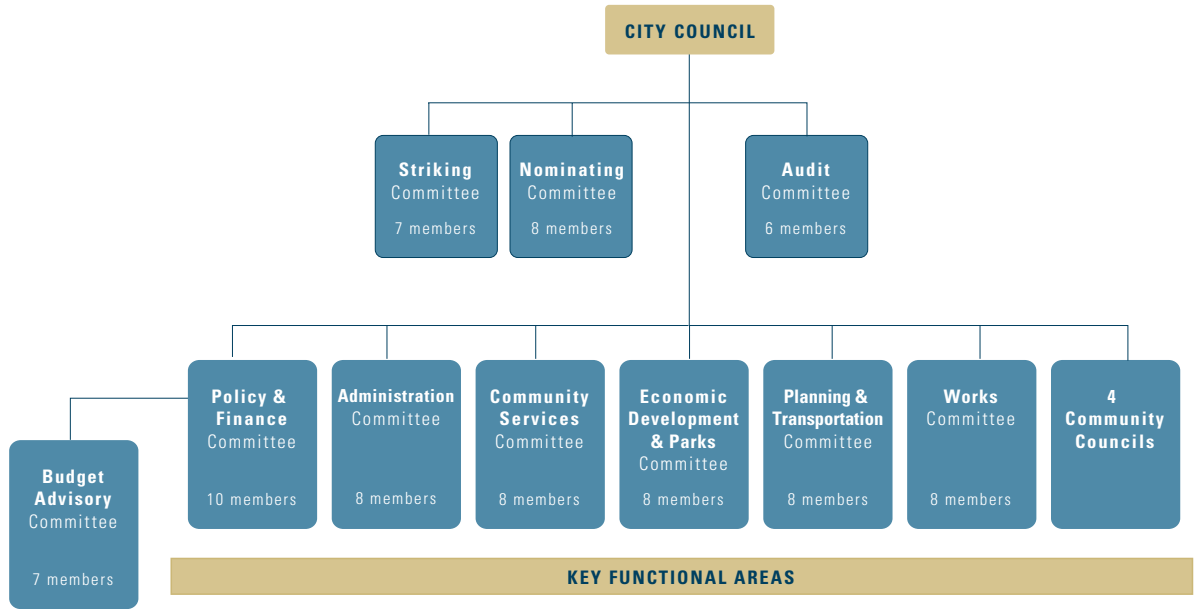 CITY COUNCIL
Striking
Committee
7 members
Nominating
Committee
8 members
Audit
Committee
6 members
Policy &
Finance
Committee
10 members
Administration
Committee
8 members
Community
Services
Committee
8 members
Economic
Development
& Parks
Committee
8 members
Planning &
Transportation
Committee
8 members
Works
Committee
8 members
4
Community
Councils
Budget
Advisory
Committee
7 members
KEY FUNCTIONAL AREAS